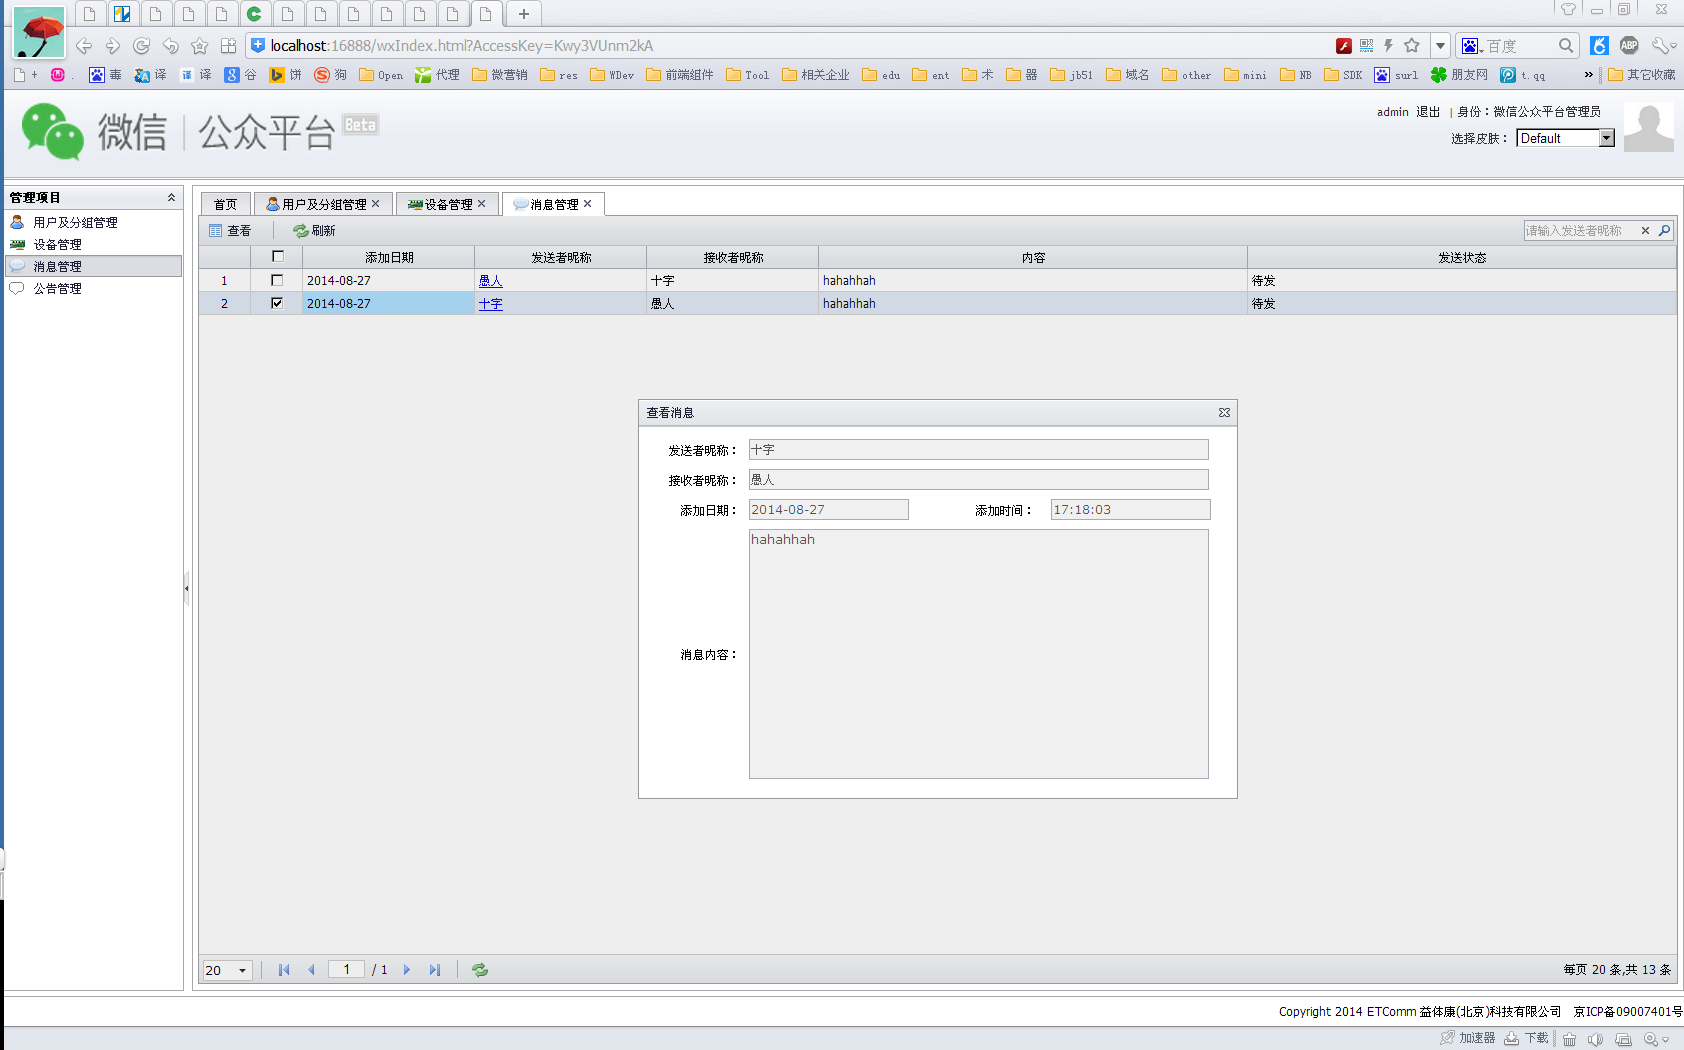 localhost:16888/wxIndex.html?AccessKey=Kwy3VUnm2kA
百度
ABP
+ . 毒 译 译 谷 饼 狗 Open 代理 微营销 res WDev 前端组件 Tool 相关企业 edu ent 术 器 jb51 域名 other mini NB SDK surl 朋友网 t.qq » 其它收藏
微信 公众平台 Beta
admin 退出 | 身份：微信公众平台管理员
选择皮肤： Default
管理项目
用户及分组管理
设备管理
消息管理
公告管理
首页 用户及分组管理 设备管理 消息管理
查看 刷新 请输入发送者昵称
添加日期 发送者昵称 接收者昵称 内容 发送状态
1 2014-08-27 愚人 十字 hahahhah 待发
2 2014-08-27 十字 愚人 hahahhah 待发
查看消息
发送者昵称： 十字
接收者昵称： 愚人
添加日期： 2014-08-27 添加时间： 17:18:03
消息内容： hahahhah
20 1 / 1 每页 20 条,共 13 条
Copyright 2014 ETComm 益体康(北京)科技有限公司 京ICP备09007401号
加速器 下载